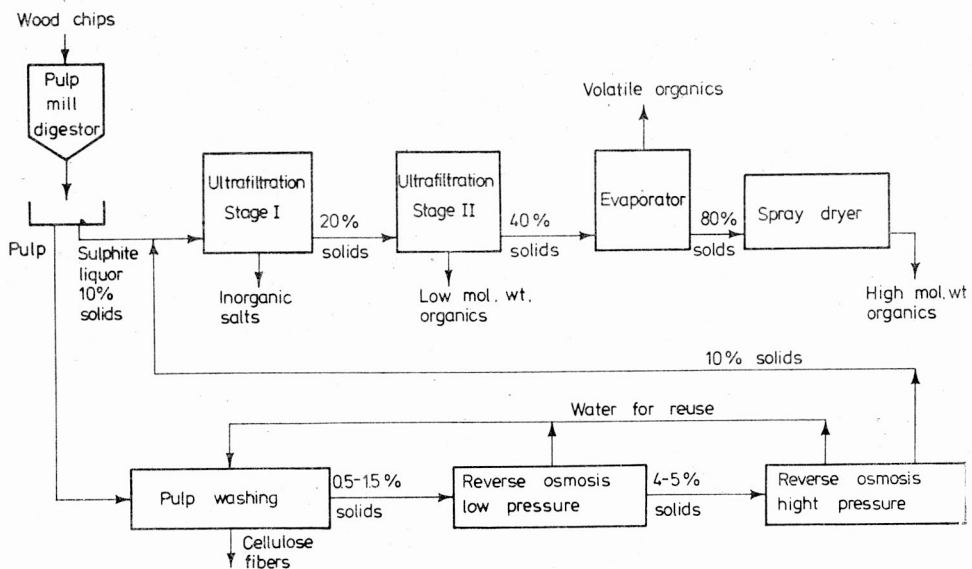 Wood chips
Pulp
mill
digestor
Pulp
Sulphite
liquor
10%
solids
Ultrafiltration
Stage I
Inorganic
salts
20%
solids
Ultrafiltration
Stage II
Low mol. wt,
organics
40%
solids
Volatile organics
Evaporator
80%
solds
Spray dryer
High mol, wt
organics
10% solids
Water for reuse
Pulp washing
Cellulose
fibers
0.5-1.5%
solids
Reverse osmosis
low pressure
4-5%
solids
Reverse osmosis
hight pressure